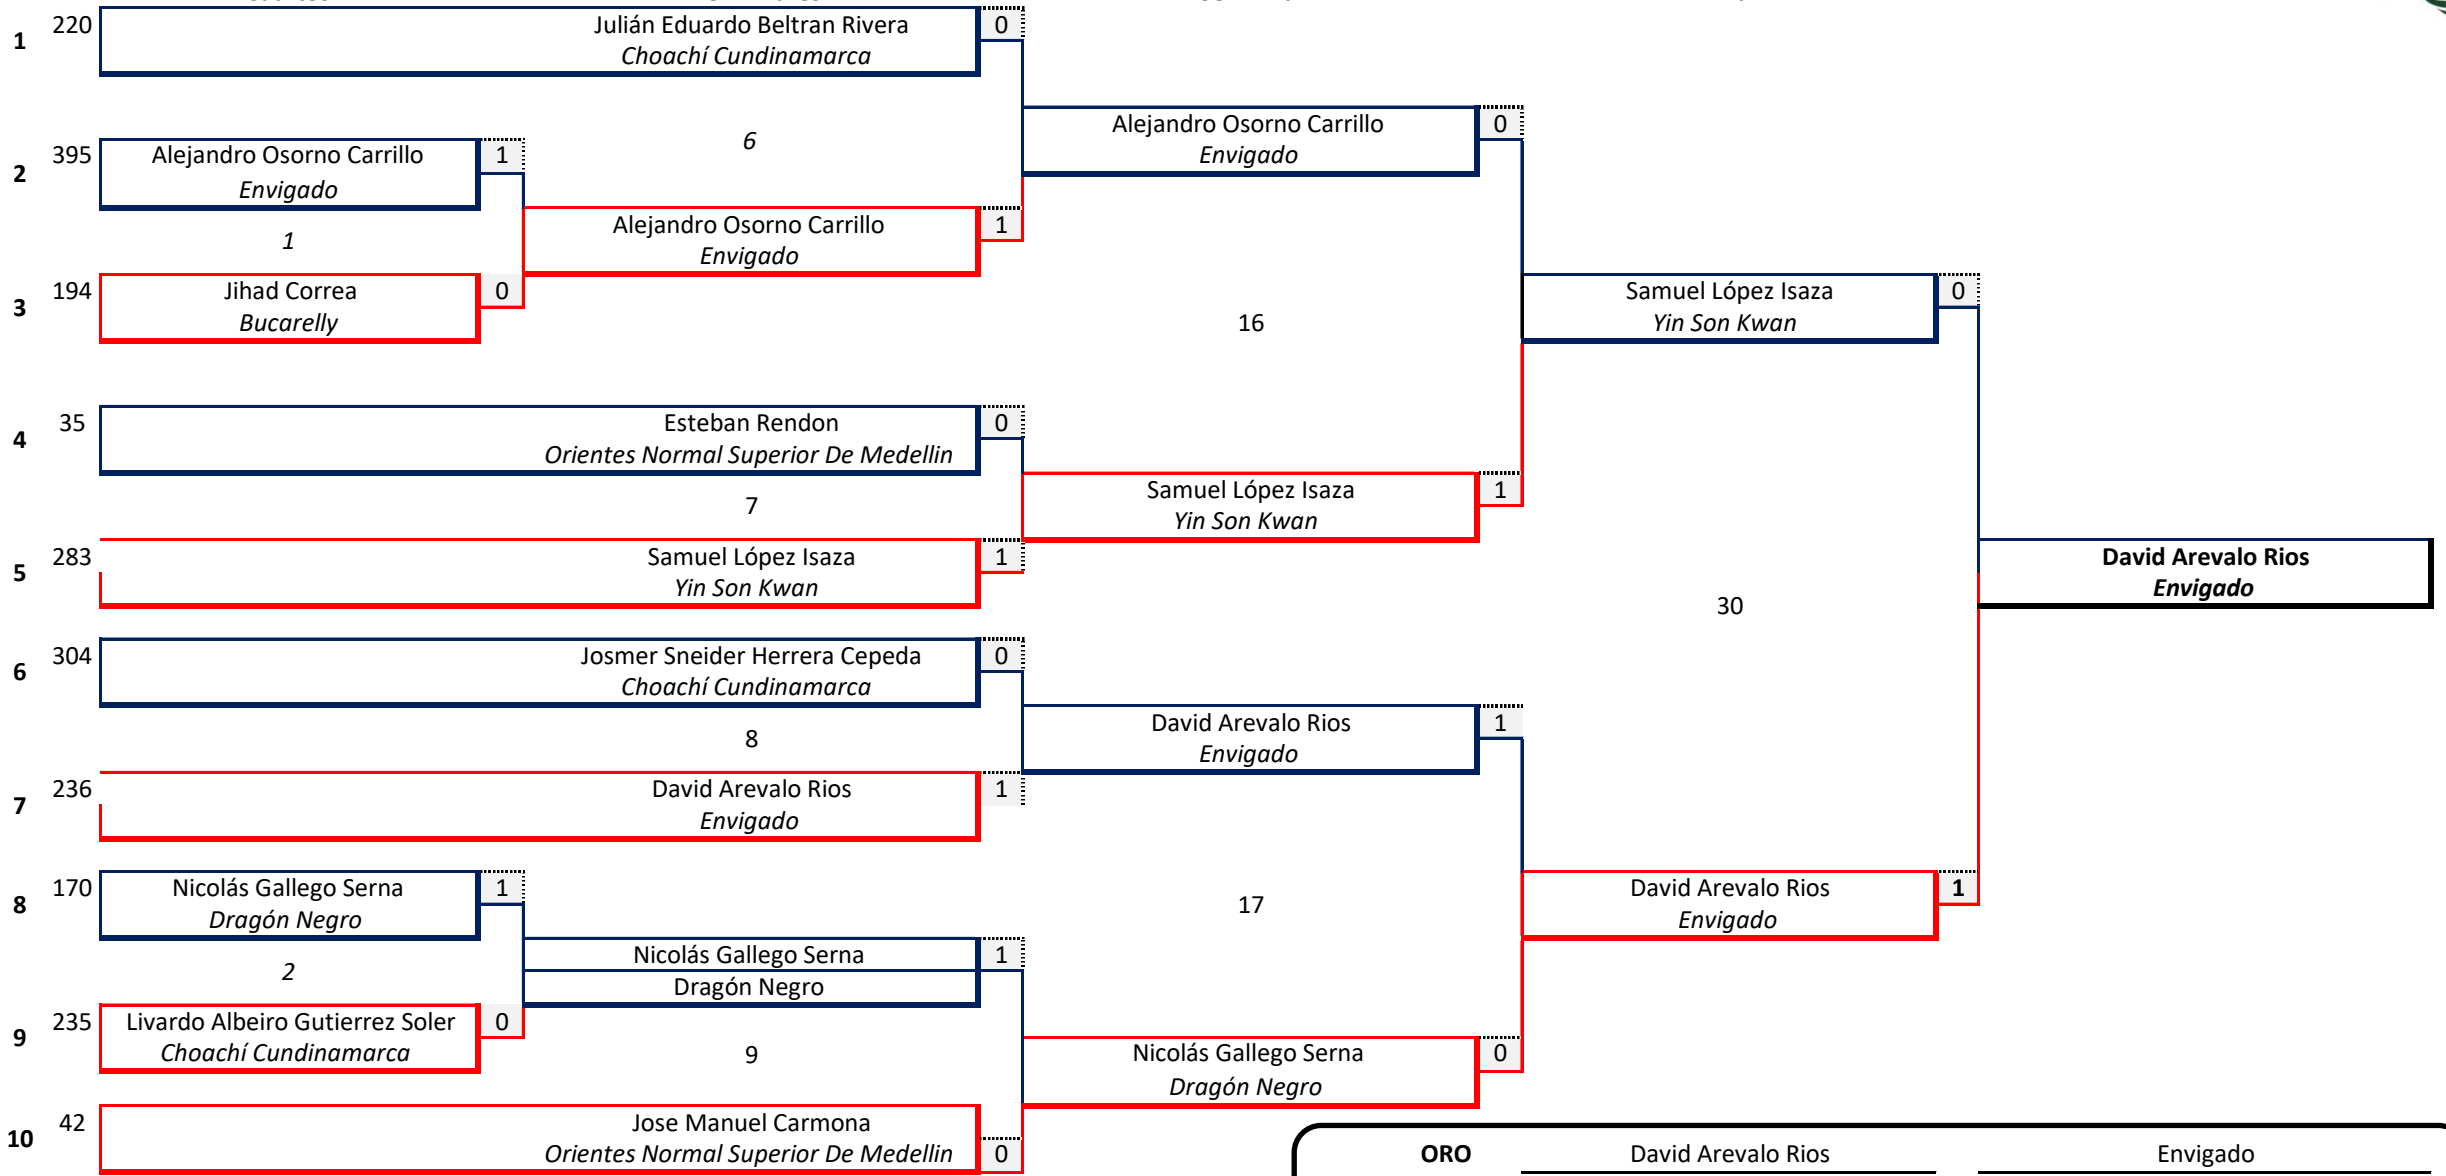 1
220
Julián Eduardo Beltran Rivera
0
Choachí Cundinamarca
6
2
395
Alejandro Osorno Carrillo
1
Envigado
Alejandro Osorno Carrillo
0
Envigado
1
Alejandro Osorno Carrillo
1
Envigado
3
194
Jihad Correa
0
Bucarelly
16
Samuel López Isaza
0
Yin Son Kwan
4
35
Esteban Rendon
0
Orientes Normal Superior De Medellin
7
Samuel López Isaza
1
Yin Son Kwan
5
283
Samuel López Isaza
1
Yin Son Kwan
David Arevalo Rios
Envigado
30
6
304
Josmer Sneider Herrera Cepeda
0
Choachí Cundinamarca
8
David Arevalo Rios
1
Envigado
7
236
David Arevalo Rios
1
Envigado
8
170
Nicolás Gallego Serna
1
Dragón Negro
17
David Arevalo Rios
1
Envigado
2
Nicolás Gallego Serna
1
Dragón Negro
9
235
Livardo Albeiro Gutierrez Soler
0
Choachí Cundinamarca
9
Nicolás Gallego Serna
0
Dragón Negro
10
42
Jose Manuel Carmona
Orientes Normal Superior De Medellin
0
ORO
David Arevalo Rios
Envigado